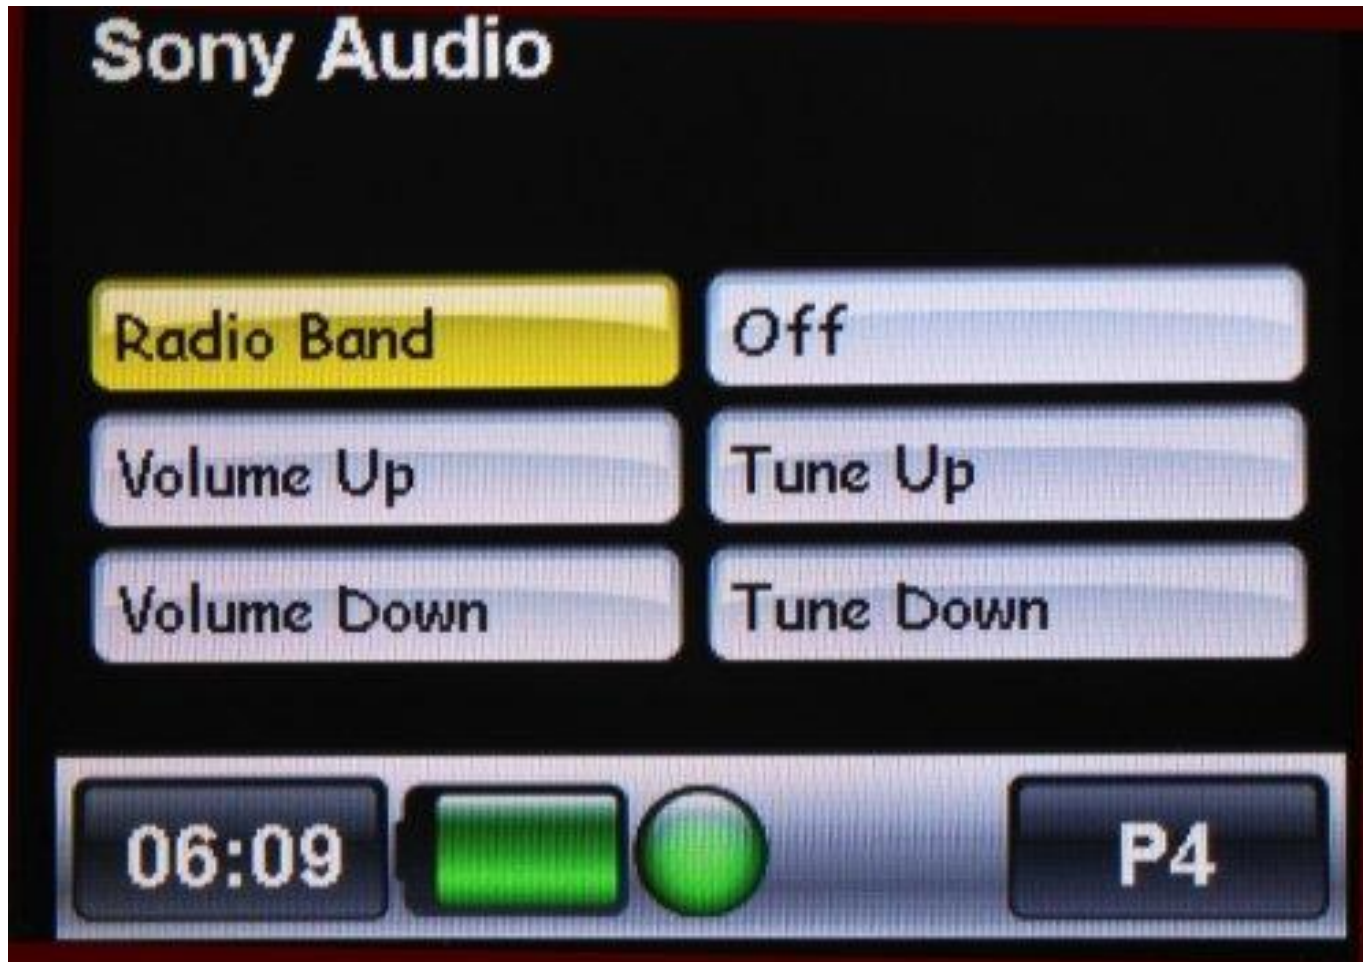 Sony Audio
Radio Band
Off
Volume Up
Tune Up
Volume Down
Tune Down
06:09
P4